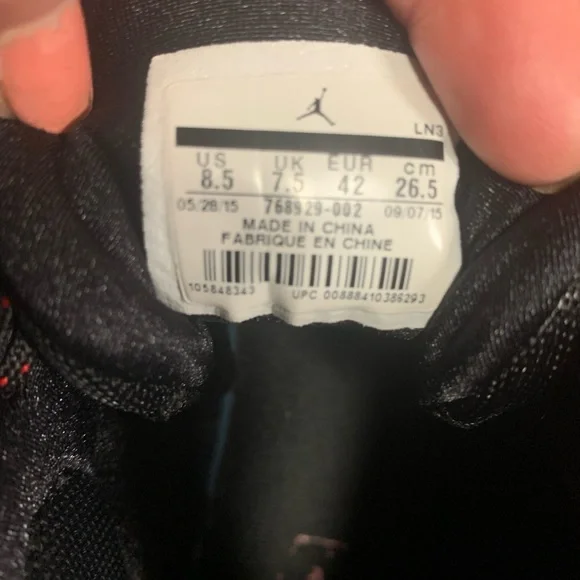 LN3
US UK EUR cm
8.5 7.5 42 26.5
05/28/15 768929-002 09/07/15
MADE IN CHINA
FABRIQUE EN CHINE
105848343 UPC 00888410386293